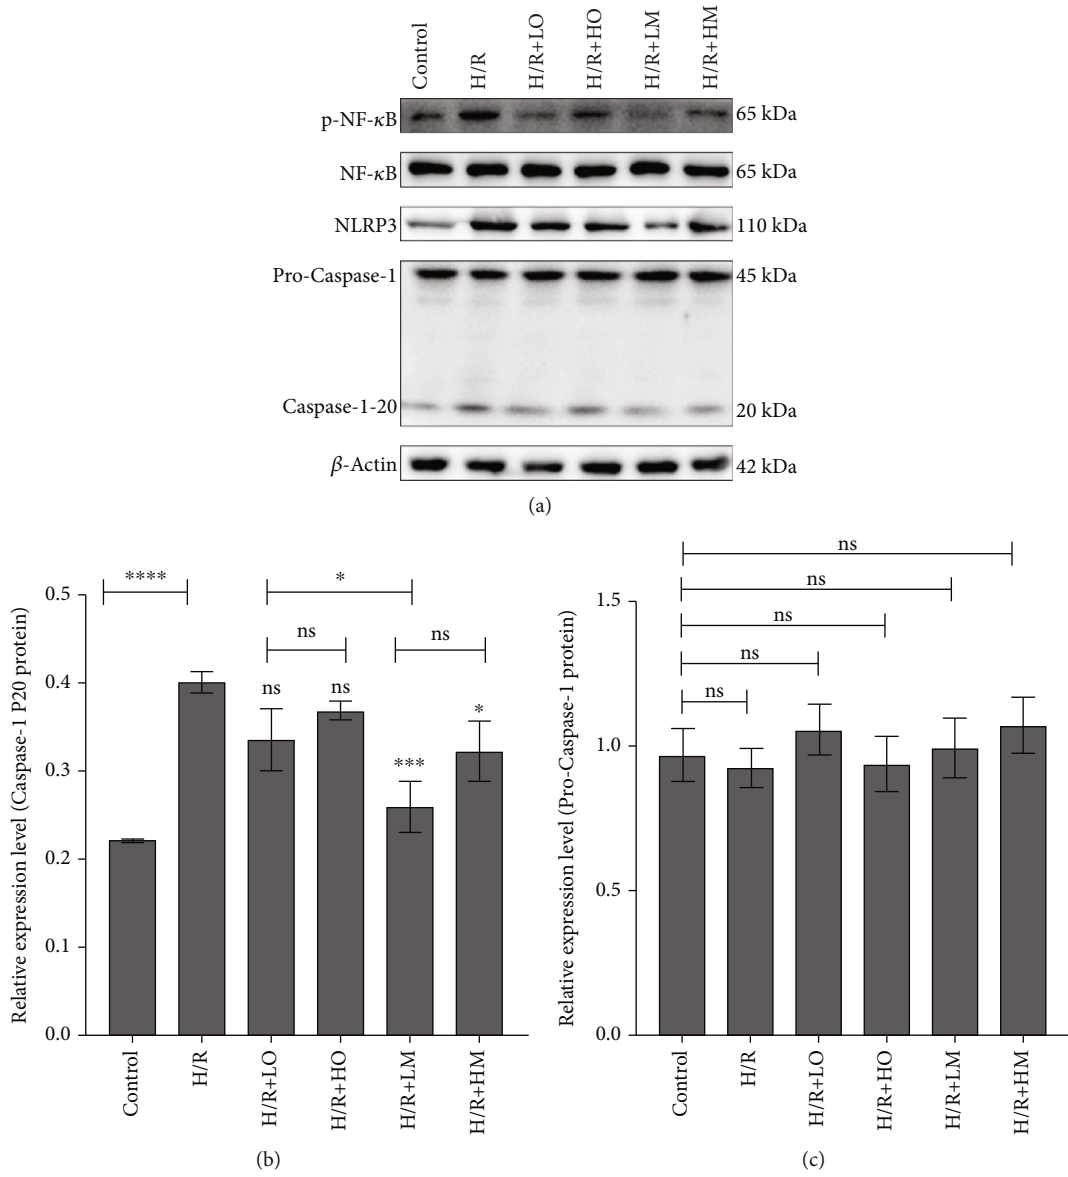 Control
H/R
H/R+LO
H/R+HO
H/R+LM
H/R+HM
p-NF-κB 65 kDa
NF-κB 65 kDa
NLRP3 110 kDa
Pro-Caspase-1 45 kDa
Caspase-1-20 20 kDa
β-Actin 42 kDa
(a)
Relative expression level (Caspase-1 P20 protein)
0.5
0.4
0.3
0.2
0.1
0.0
****
*
ns
ns
ns
ns
***
*
Control
H/R
H/R+LO
H/R+HO
H/R+LM
H/R+HM
(b)
Relative expression level (Pro-Caspase-1 protein)
1.5
1.0
0.5
0.0
ns
ns
ns
ns
ns
Control
H/R
H/R+LO
H/R+HO
H/R+LM
H/R+HM
(c)